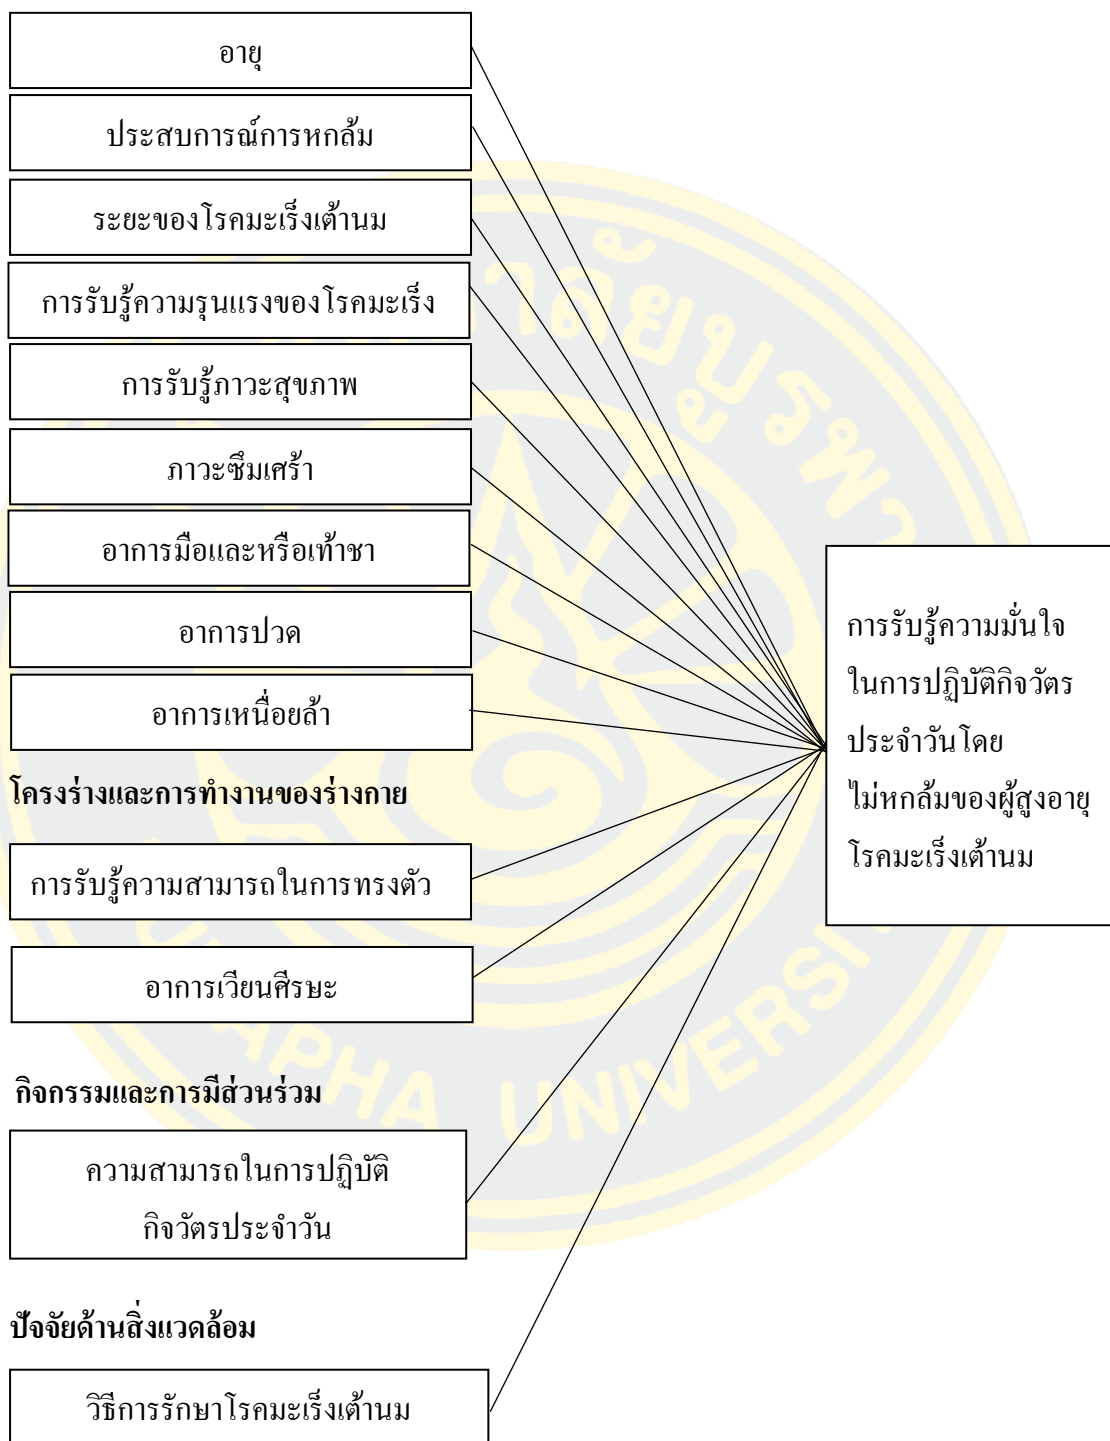 อายุ
ประสบการณ์การหกล้ม
ระยะของโรคมะเร็งเต้านม
การรับรู้ความรุนแรงของโรคมะเร็ง
การรับรู้ภาวะสุขภาพ
ภาวะซึมเศร้า
อาการมือและหรือเท้าชา
อาการปวด
อาการเหนื่อยล้า
โครงร่างและการทำงานของร่างกาย
การรับรู้ความสามารถในการทรงตัว
อาการเวียนศีรษะ
กิจกรรมและการมีส่วนร่วม
ความสามารถในการปฏิบัติ
กิจวัตรประจำวัน
ปัจจัยด้านสิ่งแวดล้อม
วิธีการรักษาโรคมะเร็งเต้านม
การรับรู้ความมั่นใจ
ในการปฏิบัติกิจวัตร
ประจำวันโดย
ไม่หกล้มของผู้สูงอายุ
โรคมะเร็งเต้านม